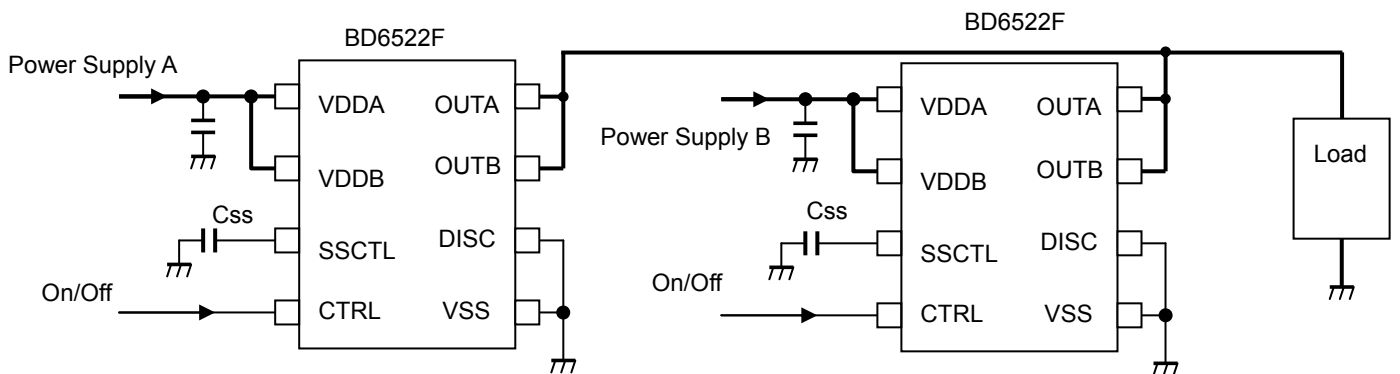 BD6522F
Power Supply A
VDDA
OUTA
VDDB
OUTB
Css
SSCTL
DISC
On/Off
CTRL
VSS
BD6522F
Power Supply B
VDDA
OUTA
VDDB
OUTB
Css
SSCTL
DISC
On/Off
CTRL
VSS
Load